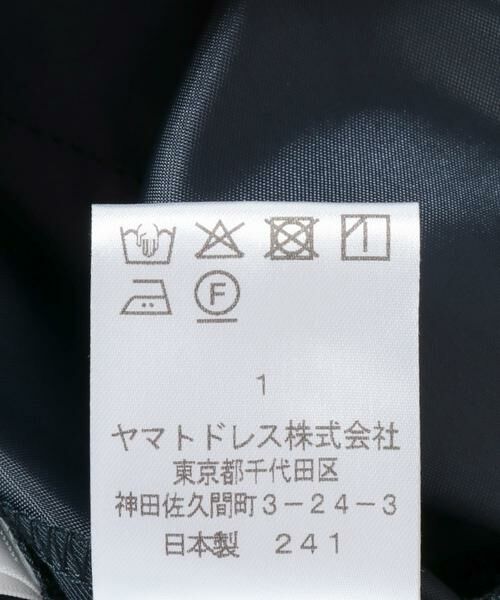 F
1
ヤマトドレス株式会社
東京都千代田区
神田佐久間町3－24－3
日本製 241